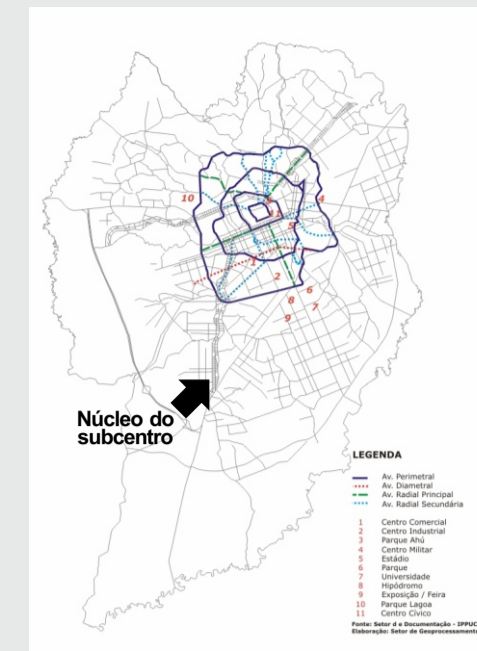 10
4
11
5
1
2
6
8
7
9
Núcleo do
subcentro
LEGENDA
Av. Perimetral
Av. Diametral
Av. Radial Principal
Av. Radial Secundária
1 Centro Comercial
2 Centro Industrial
3 Parque Ahú
4 Centro Militar
5 Estádio
6 Parque
7 Universidade
8 Hipódromo
9 Exposição / Feira
10 Parque Lagoa
11 Centro Cívico
Fonte: Setor d e Documentação - IPPUC
Elaboração: Setor de Geoprocessamento